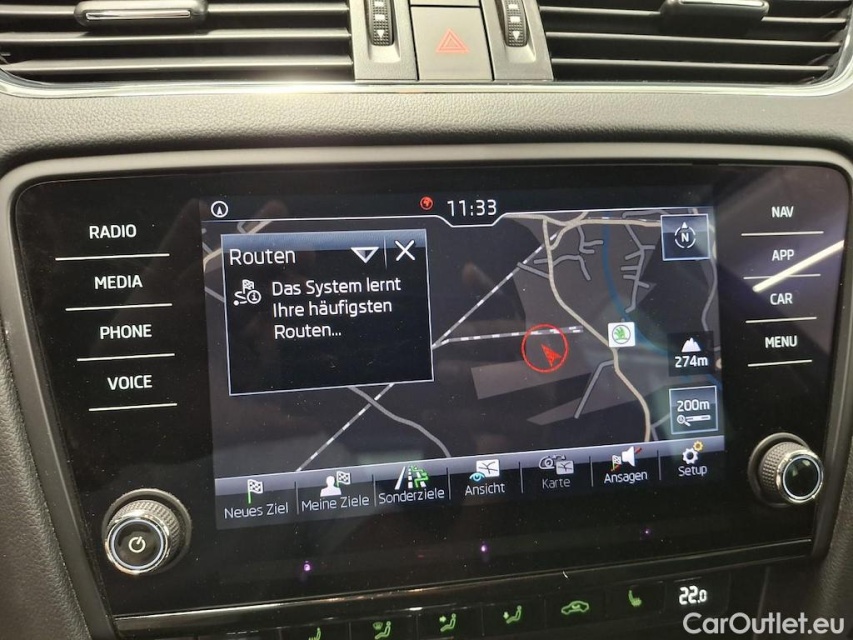 11:33
RADIO
MEDIA
PHONE
VOICE
Routen
Das System lernt
Ihre häufigsten
Routen...
N
274m
200m
NAV
APP
CAR
MENU
Neues Ziel
Meine Ziele
Sonderziele
Ansicht
Karte
Ansagen
Setup
22.0
CarOutlet.eu